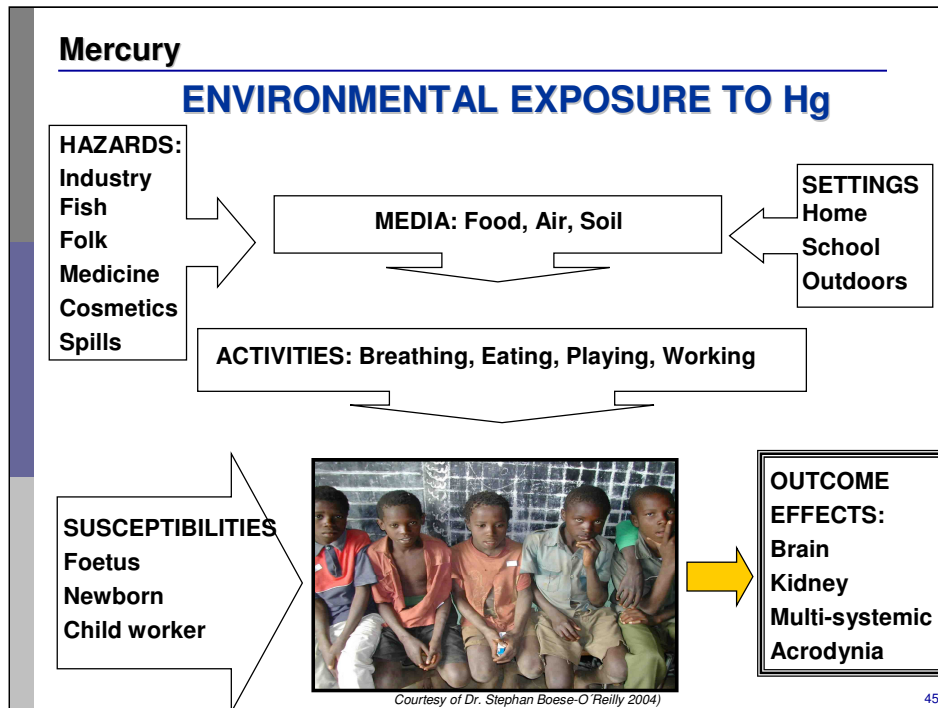 Mercury
ENVIRONMENTAL EXPOSURE TO Hg
HAZARDS:
Industry
Fish
Folk
Medicine
Cosmetics
Spills
MEDIA: Food, Air, Soil
SETTINGS
Home
School
Outdoors
ACTIVITIES: Breathing, Eating, Playing, Working
SUSCEPTIBILITIES
Foetus
Newborn
Child worker
OUTCOME
EFFECTS:
Brain
Kidney
Multi-systemic
Acrodynia
Courtesy of Dr. Stephan Boese-O´Reilly 2004)
45